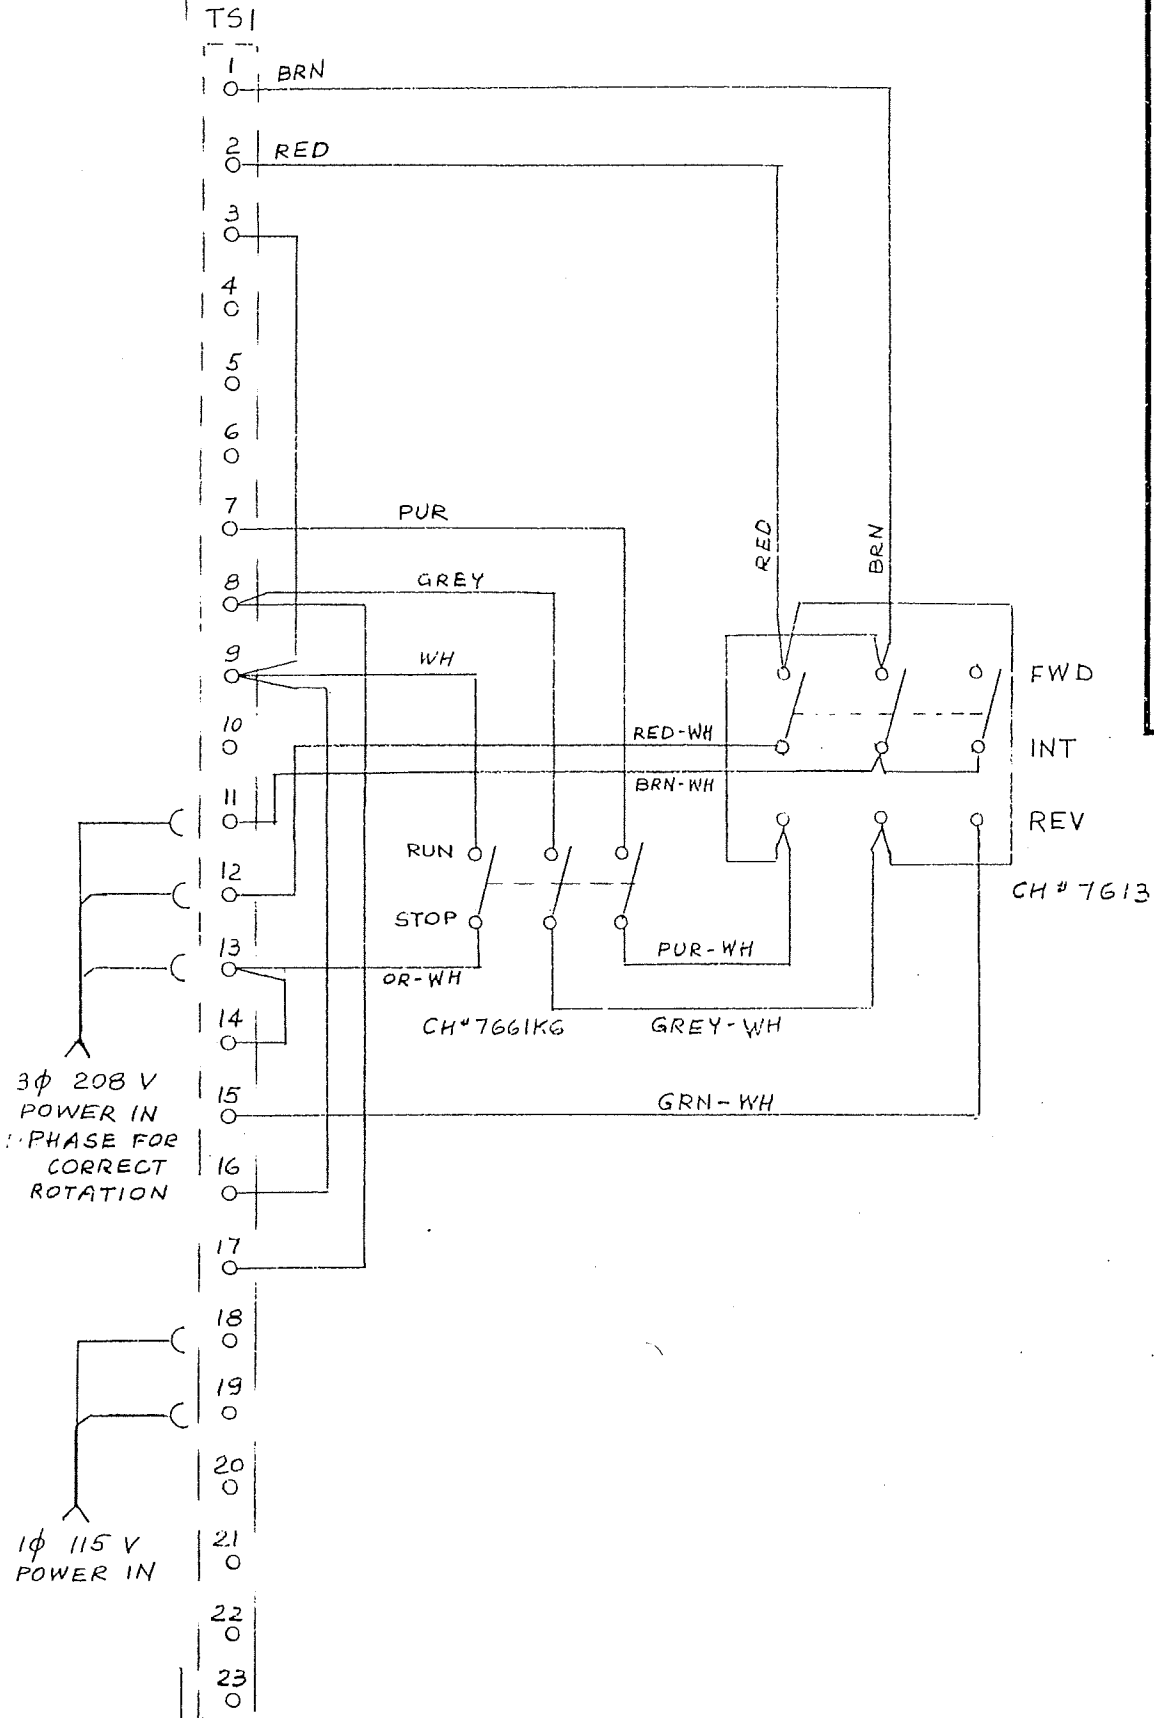 TS1
1
BRN
2
RED
3
4
5
6
7
PUR
8
GREY
9
WH
10
RED-WH
BRN-WH
11
12
13
14
15
16
17
18
19
20
21
22
23
RED
BRN
FWD
INT
REV
CH#7613
RUN
STOP
OR-WH
PUR-WH
CH#7661K6
GREY-WH
GRN-WH
3ϕ 208 V
POWER IN
PHASE FOR
CORRECT
ROTATION
1ϕ 115 V
POWER IN